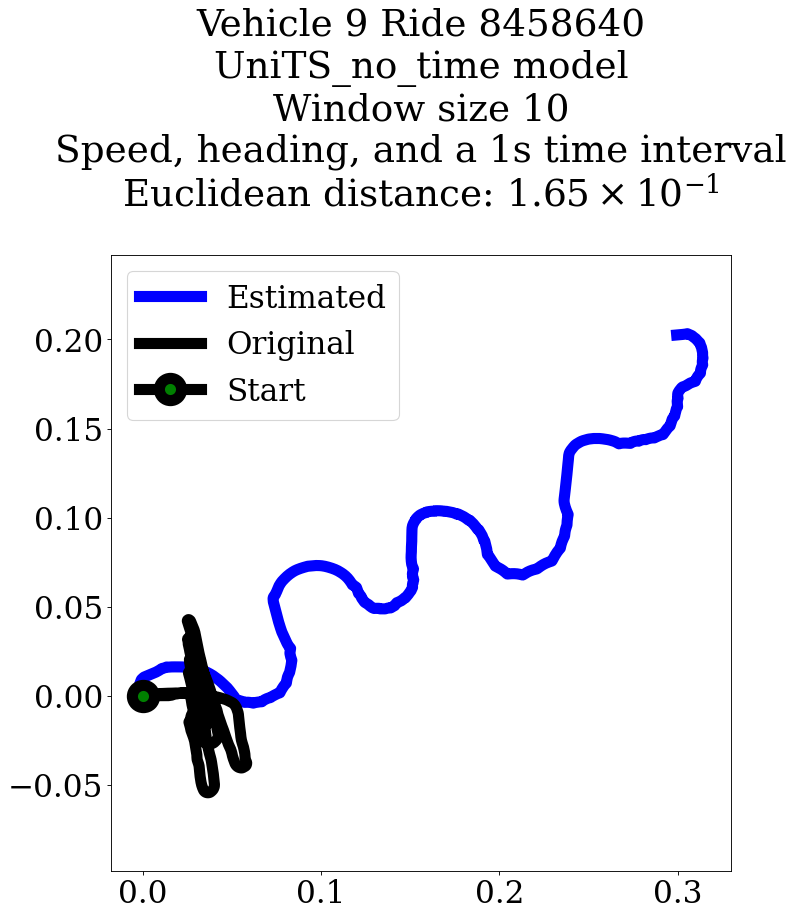 Vehicle 9 Ride 8458640
UniTS_no_time model
Window size 10
Speed, heading, and a 1s time interval
Euclidean distance: 1.65 × 10⁻¹
Estimated
Original
Start
0.20
0.15
0.10
0.05
0.00
−0.05
0.0 0.1 0.2 0.3